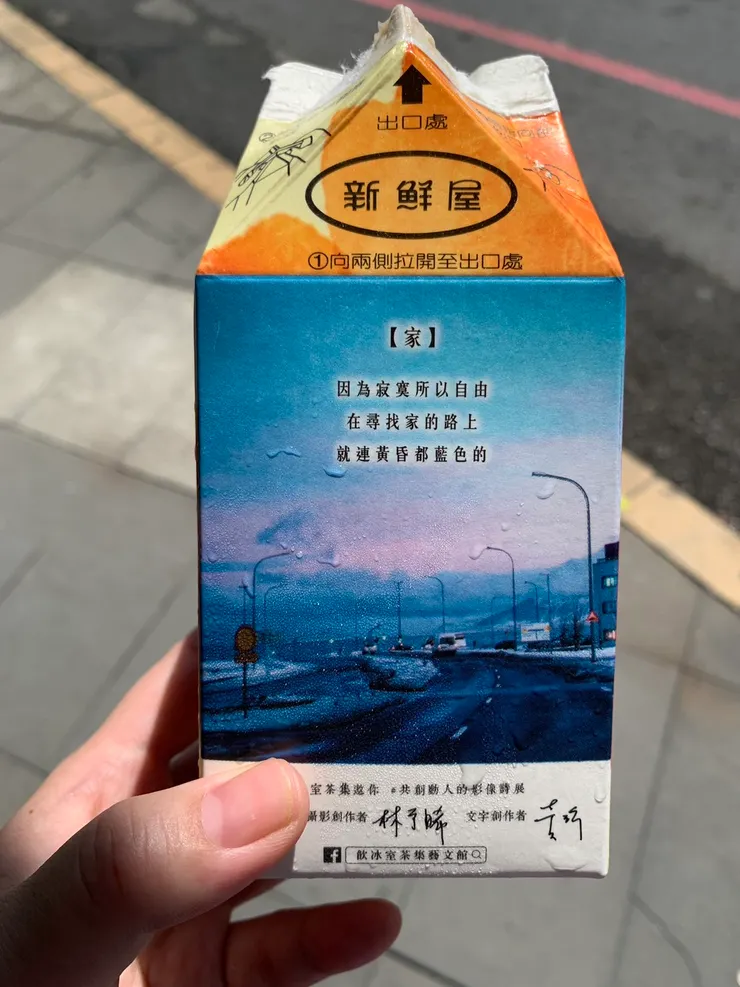 出口處
新鮮屋
①向兩側拉開至出口處
【家】
因為寂寞所以自由
在尋找家的路上
就連黃昏都藍色的
室茶集邀你 共創動人的影像詩展
攝影創作者 文字創作者
飲冰室茶集藝文館